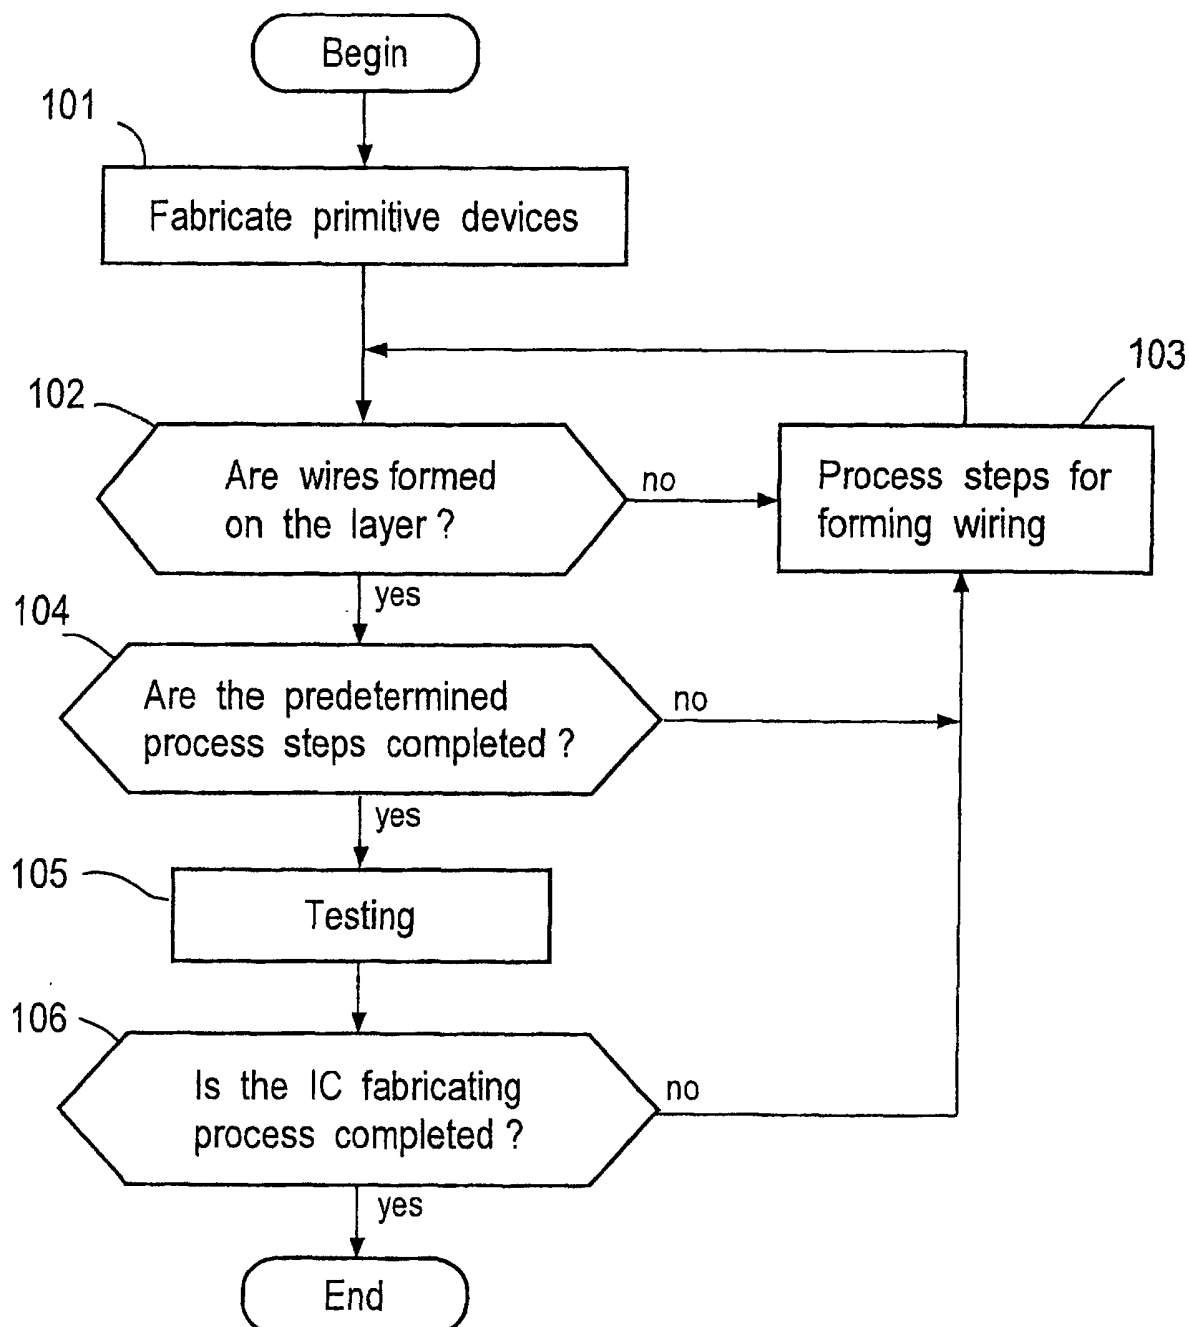 Begin
101
Fabricate primitive devices
103
102
Are wires formed
on the layer ?
no
Process steps for
forming wiring
yes
104
Are the predetermined
process steps completed ?
no
yes
105
Testing
106
Is the IC fabricating
process completed ?
no
yes
End